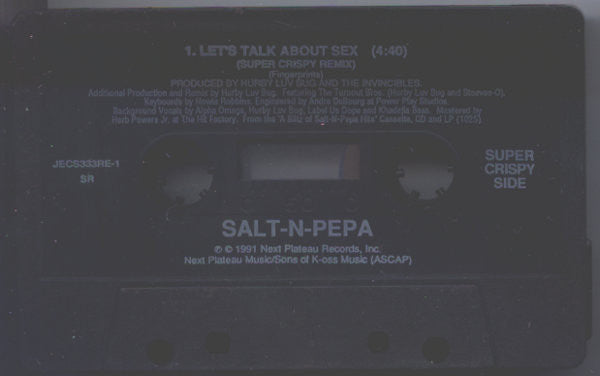 1. LET'S TALK ABOUT SEX (4:40)
(SUPER CRISPY REMIX)
(Fingerprints)
PRODUCED BY HURBY LUV BUG AND THE INVINCIBLES.
Additional Production and Remix by Hurby Luv Bug. Featuring The Turnout Bros. (Hurby Luv Bug and Steevee-O).
Keyboards by Howie Robbins. Engineered by Andre DeBourg at Power Play Studios.
Background Vocals by Alpha Omega, Hurby Luv Bug, Label Us Dope and Khadejia Bass. Mastered by
Herb Powers Jr. at The Hit Factory. From the 'A Blitz of Salt-N-Pepa Hits' Cassette, CD and LP (1025).
JECS333RE-1
SR
SUPER
CRISPY
SIDE
SALT-N-PEPA
℗ © 1991 Next Plateau Records, Inc.
Next Plateau Music/Sons of K-oss Music (ASCAP)